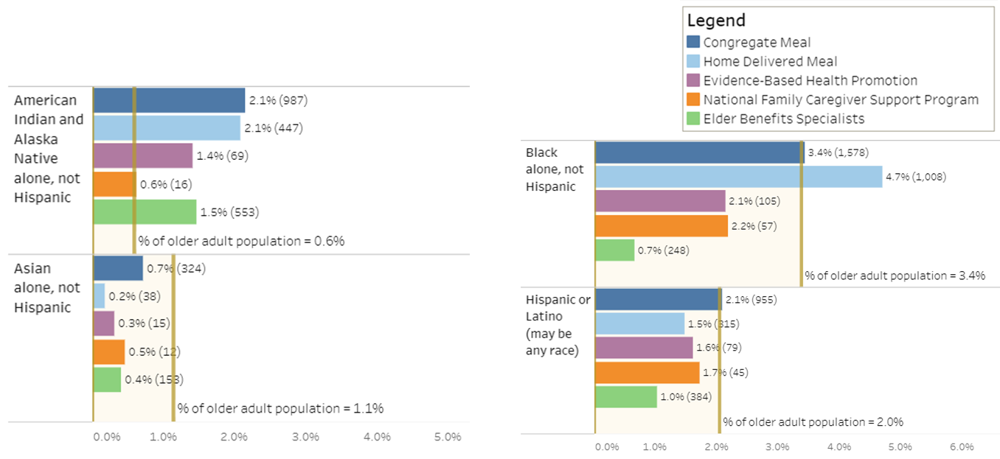 Legend
Congregate Meal
Home Delivered Meal
Evidence-Based Health Promotion
National Family Caregiver Support Program
Elder Benefits Specialists
American
Indian and
Alaska
Native
alone, not
Hispanic
2.1% (987)
2.1% (447)
1.4% (69)
0.6% (16)
1.5% (553)
% of older adult population = 0.6%
Asian
alone, not
Hispanic
0.7% (324)
0.2% (38)
0.3% (15)
0.5% (12)
0.4% (153)
% of older adult population = 1.1%
0.0% 1.0% 2.0% 3.0% 4.0% 5.0%
Black
alone, not
Hispanic
3.4% (1,578)
4.7% (1,008)
2.1% (105)
2.2% (57)
0.7% (248)
% of older adult population = 3.4%
Hispanic or
Latino
(may be
any race)
2.1% (955)
1.5% (315)
1.6% (79)
1.7% (45)
1.0% (384)
% of older adult population = 2.0%
0.0% 1.0% 2.0% 3.0% 4.0% 5.0% 6.0%